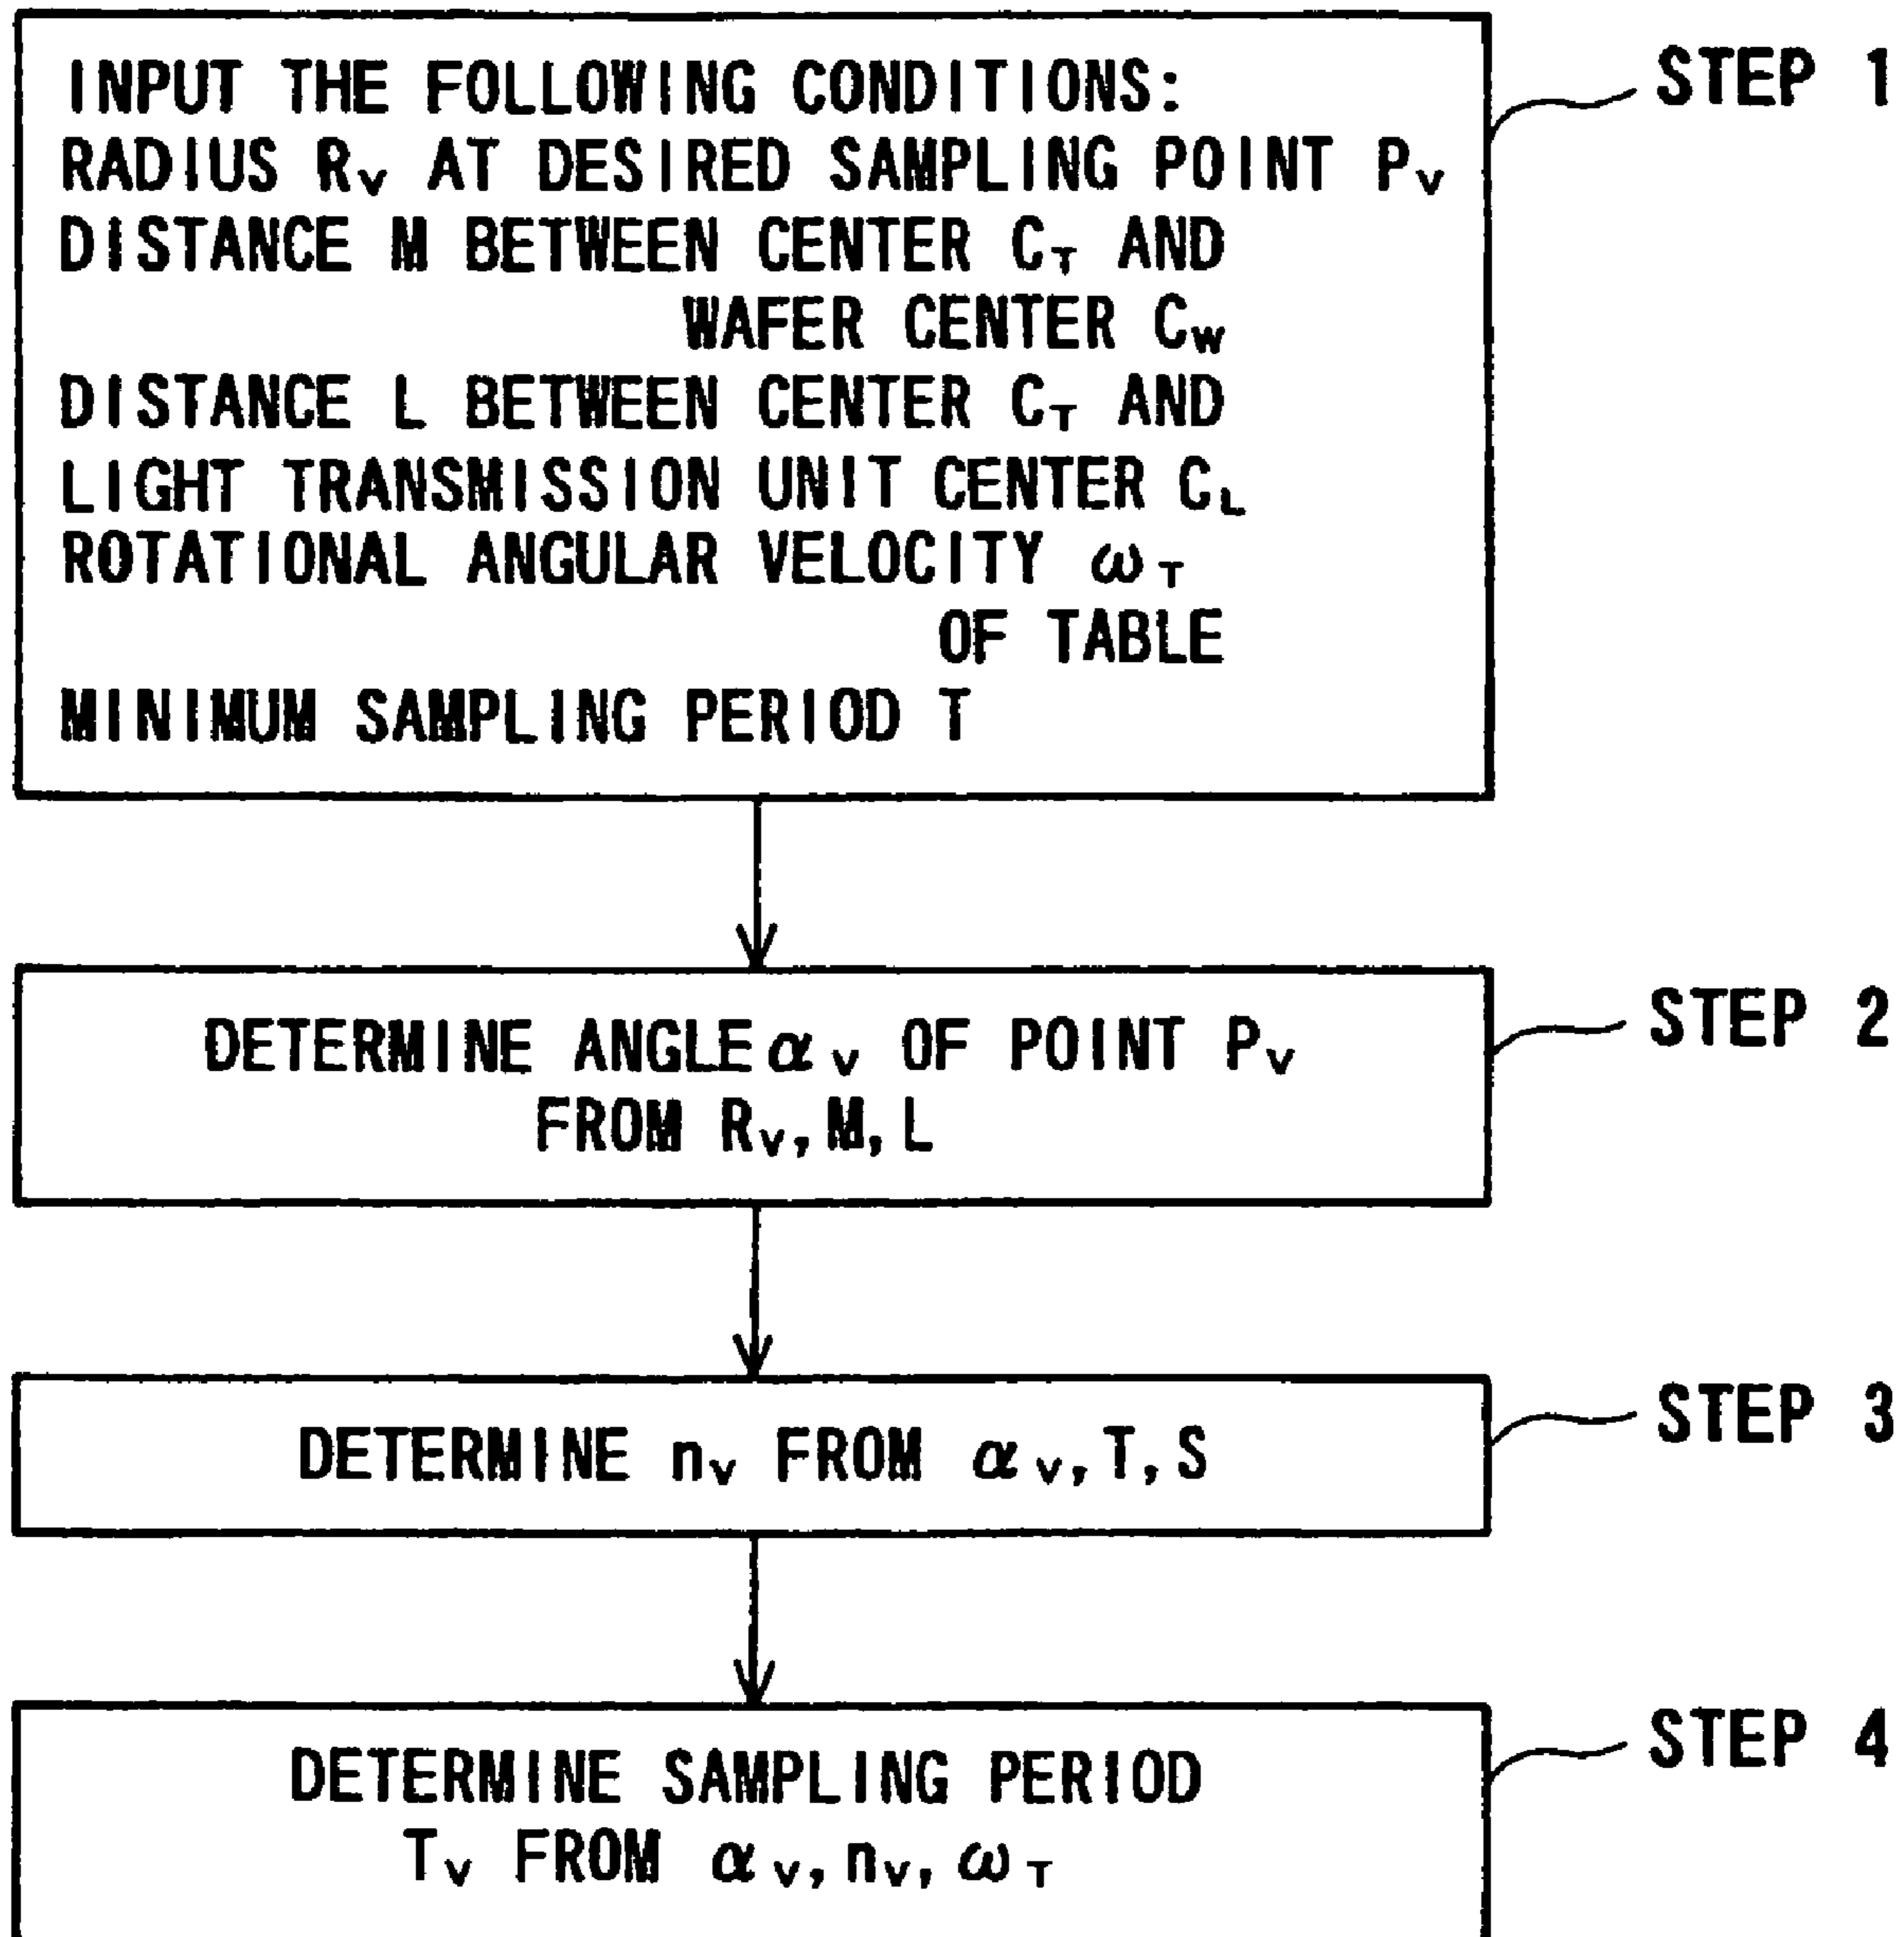 INPUT THE FOLLOWING CONDITIONS:
STEP 1
RADIUS Rv AT DESIRED SAMPLING POINT Pv
DISTANCE M BETWEEN CENTER CT AND
WAFER CENTER CW
DISTANCE L BETWEEN CENTER CT AND
LIGHT TRANSMISSION UNIT CENTER CL
ROTATIONAL ANGULAR VELOCITY ωT
OF TABLE
MINIMUM SAMPLING PERIOD T
DETERMINE ANGLE αv OF POINT Pv
FROM Rv, M, L
STEP 2
DETERMINE nv FROM αv, T, S
STEP 3
DETERMINE SAMPLING PERIOD
Tv FROM αv, nv, ωT
STEP 4